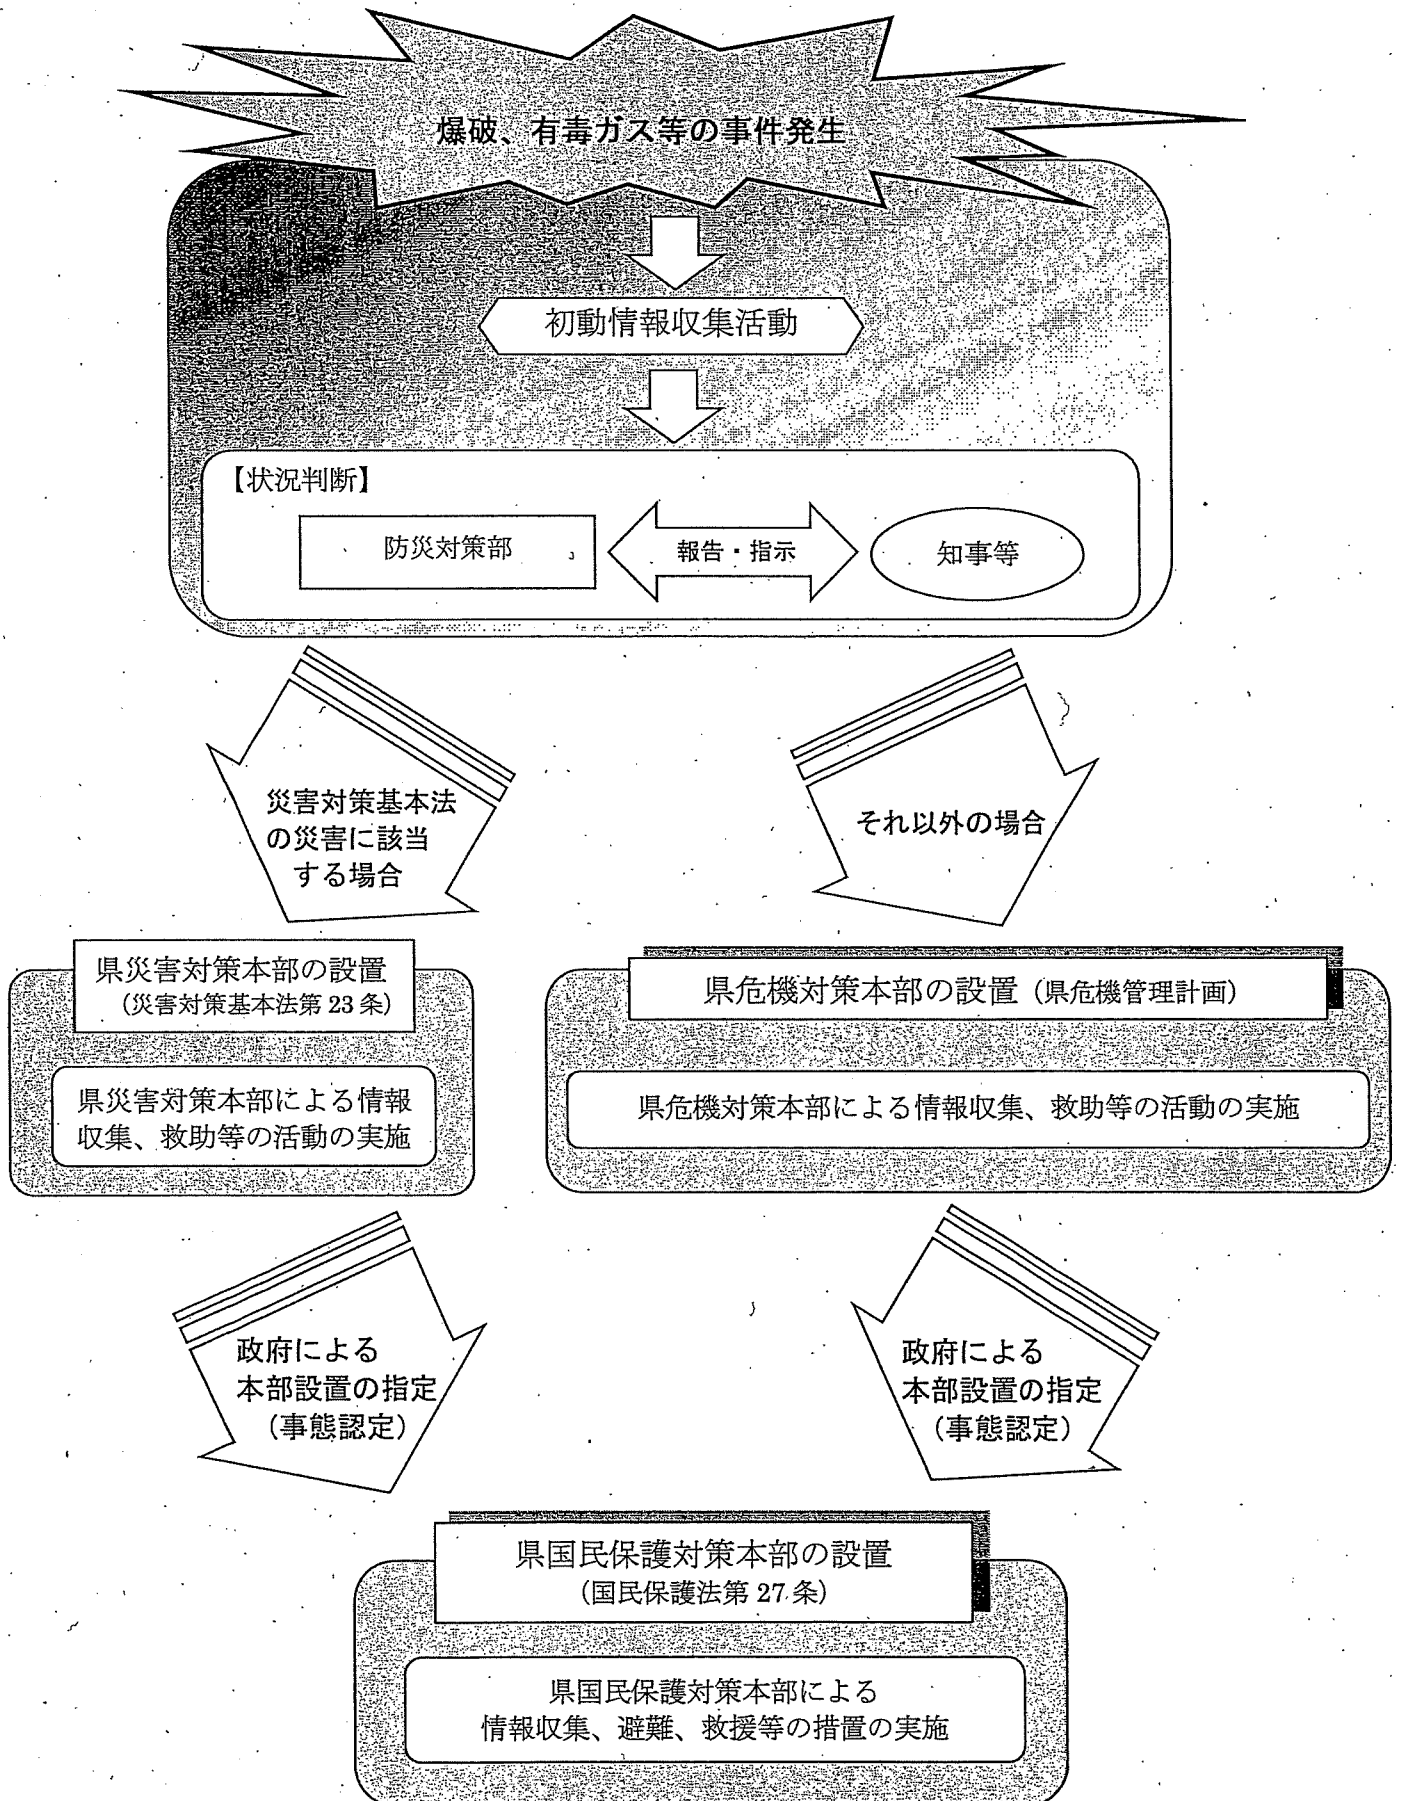 爆破、有毒ガス等の事件発生
初動情報収集活動
【状況判断】
防災対策部
報告・指示
知事等
災害対策基本法
の災害に該当
する場合
それ以外の場合
県災害対策本部の設置
(災害対策基本法第23条)
県危機対策本部の設置(県危機管理計画)
県災害対策本部による情報
収集、救助等の活動の実施
県危機対策本部による情報収集、救助等の活動の実施
政府による
本部設置の指定
(事態認定)
政府による
本部設置の指定
(事態認定)
県国民保護対策本部の設置
(国民保護法第27条)
県国民保護対策本部による
情報収集、避難、救援等の措置の実施